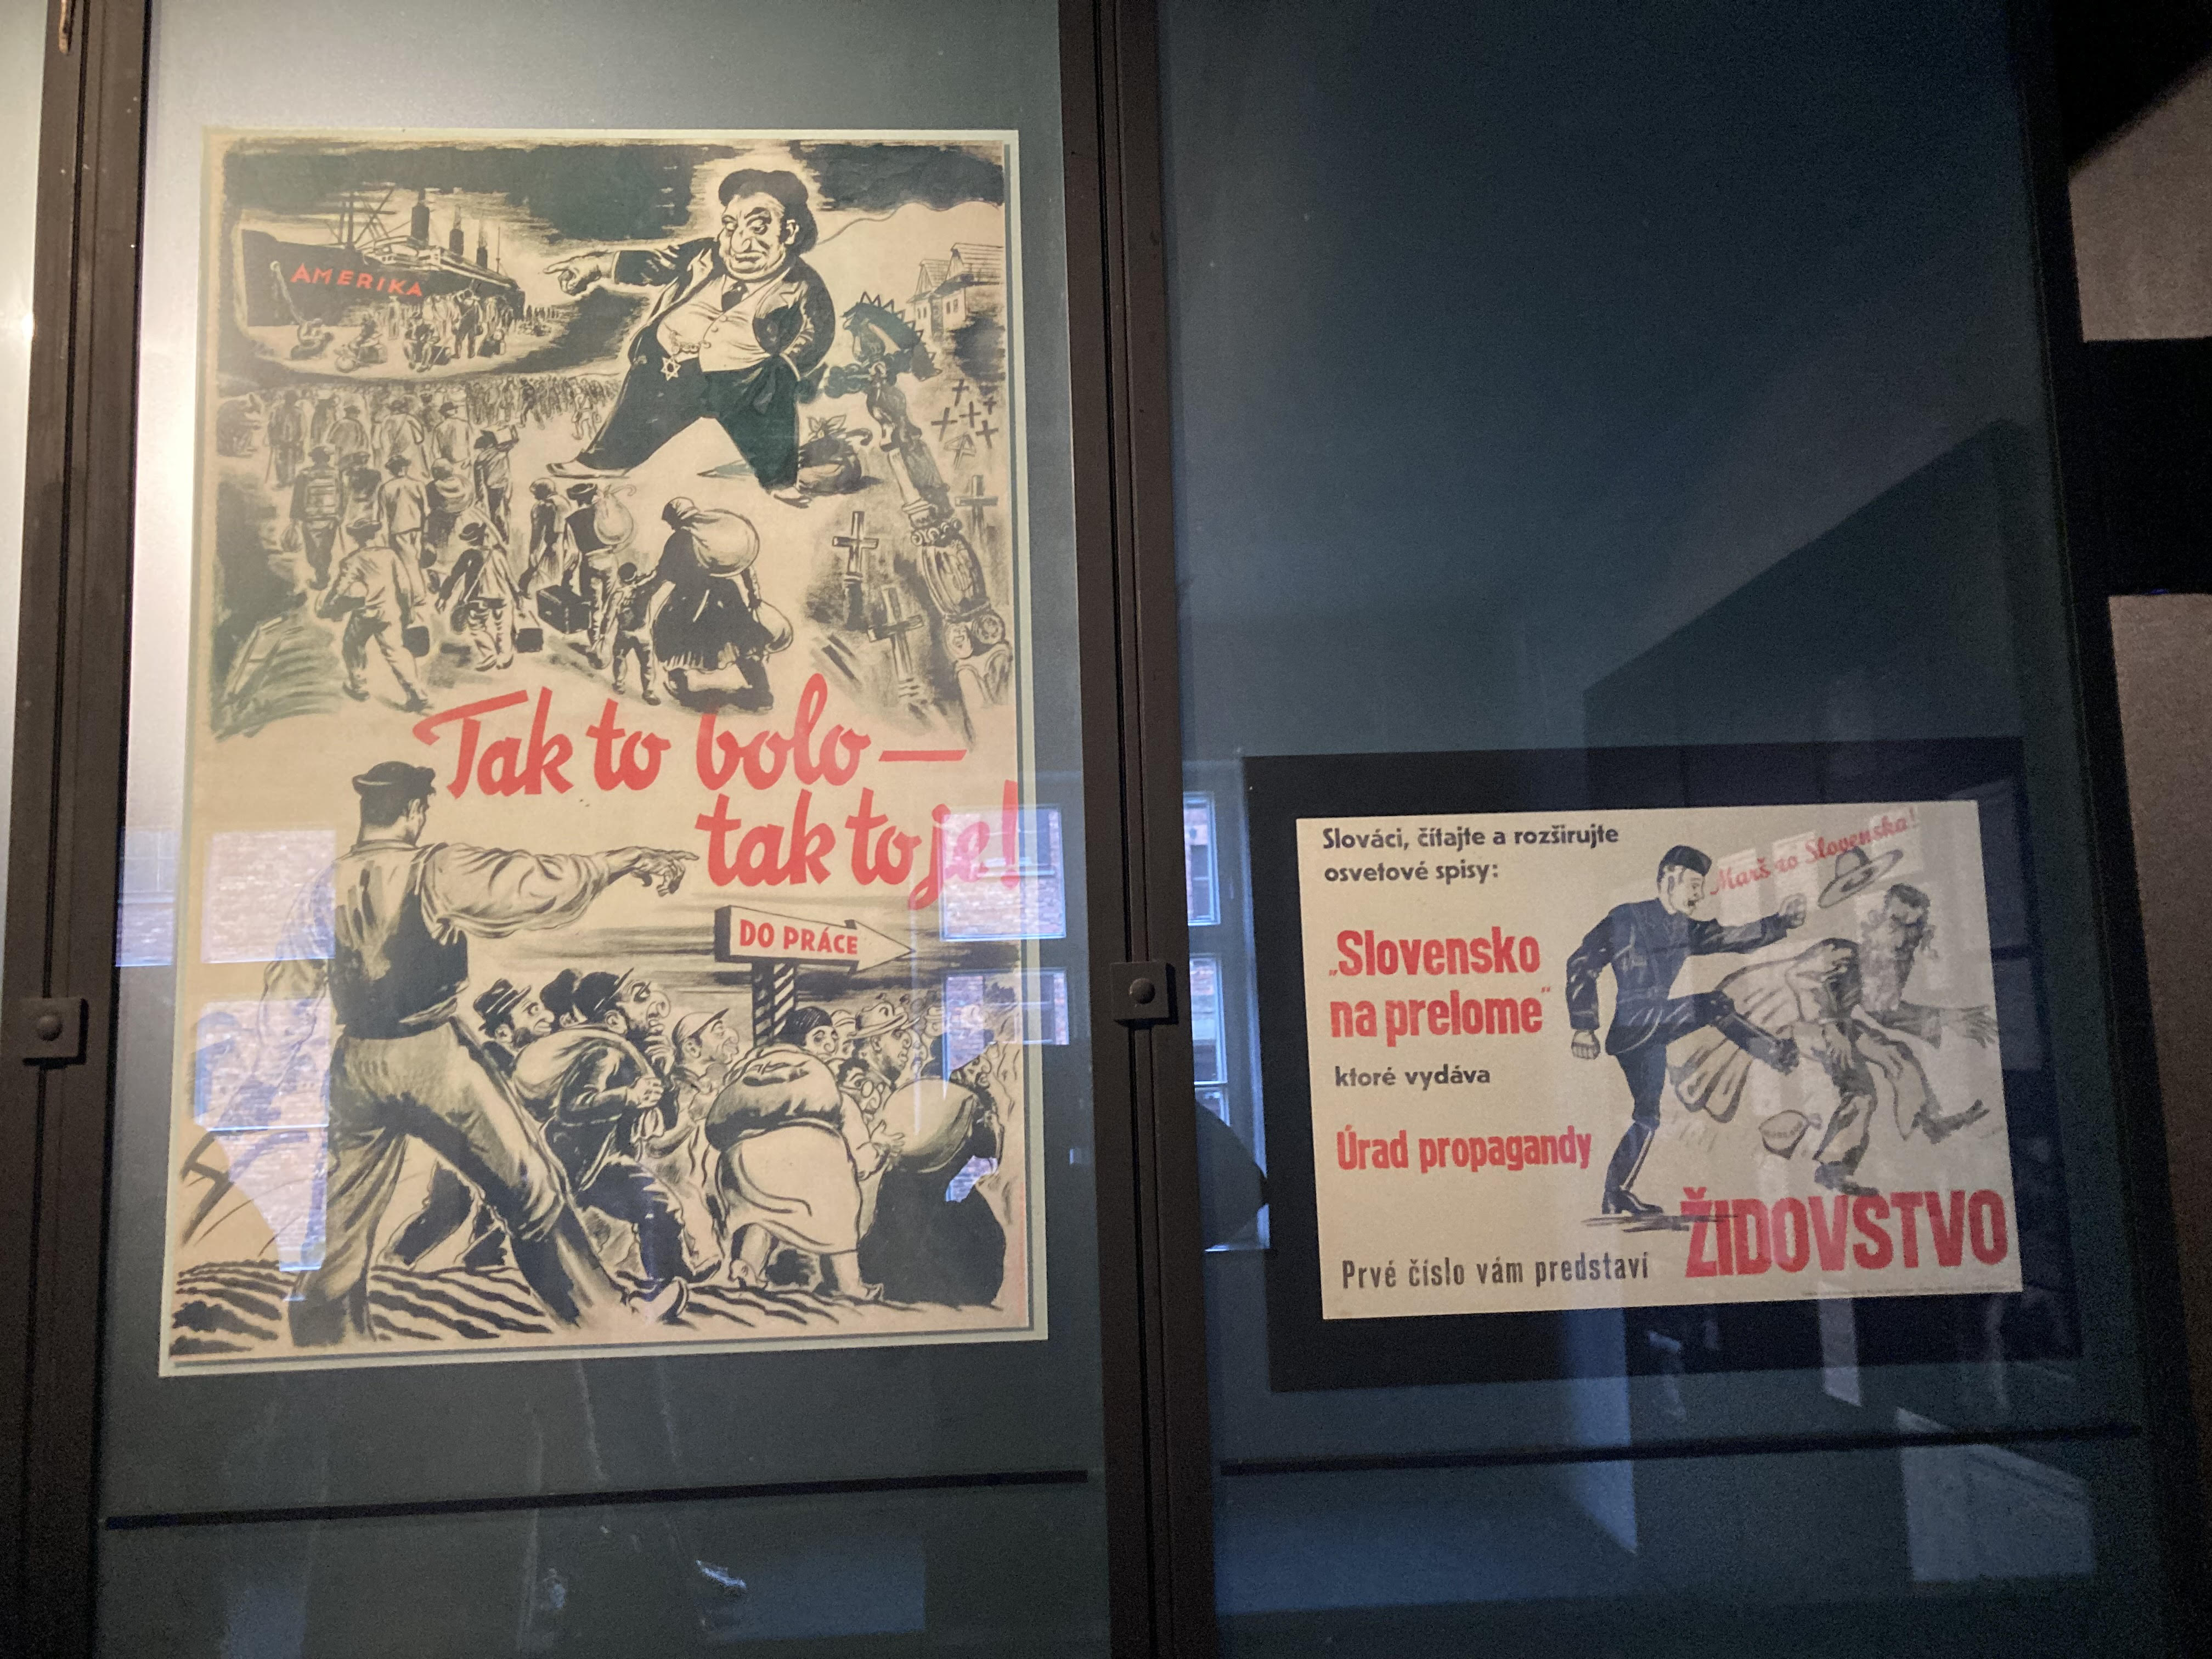 AMERIKA
Tak to bolo —
tak to je!
DO PRÁCE
Slováci, čítajte a rozširujte
osvetové spisy:
Marš zo Slovenska!
„Slovensko
na prelome“
ktoré vydáva
Úrad propagandy
Prvé číslo vám predstaví
ŽIDOVSTVO